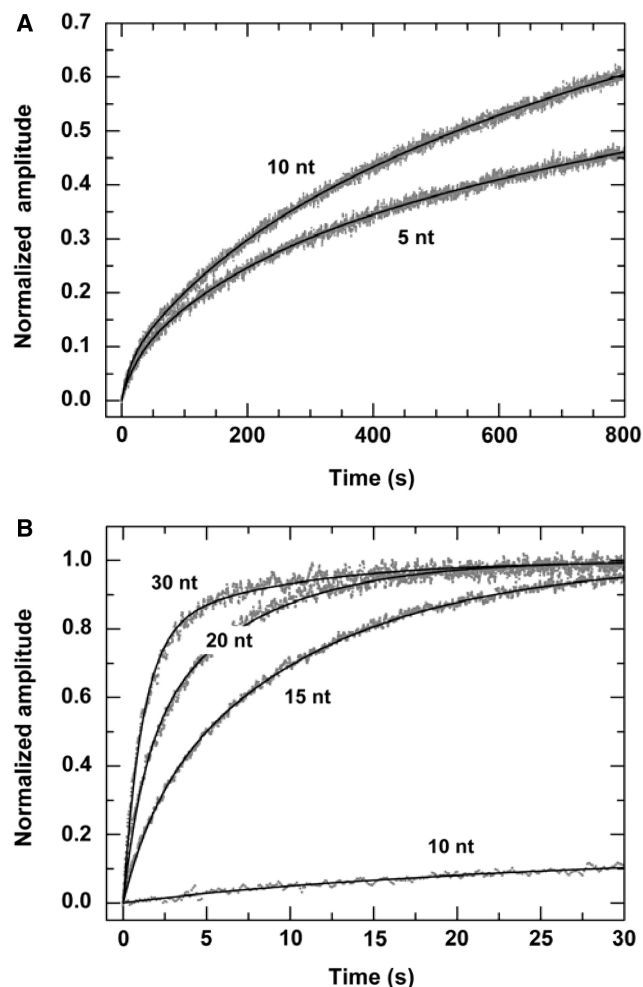 A
0.7
0.6
0.5
0.4
0.3
0.2
0.1
0.0
Normalized amplitude
10 nt
5 nt
0 200 400 600 800
Time (s)
B
1.0
0.8
0.6
0.4
0.2
0.0
Normalized amplitude
30 nt
20 nt
15 nt
10 nt
0 5 10 15 20 25 30
Time (s)